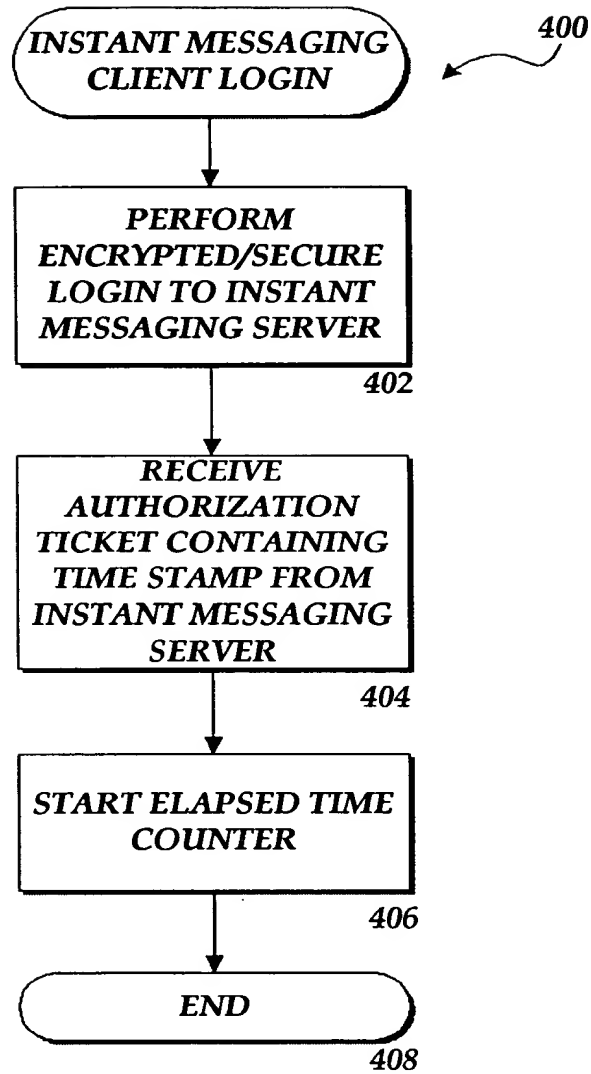 INSTANT MESSAGING
CLIENT LOGIN
400
PERFORM
ENCRYPTED/SECURE
LOGIN TO INSTANT
MESSAGING SERVER
402
RECEIVE
AUTHORIZATION
TICKET CONTAINING
TIME STAMP FROM
INSTANT MESSAGING
SERVER
404
START ELAPSED TIME
COUNTER
406
END
408